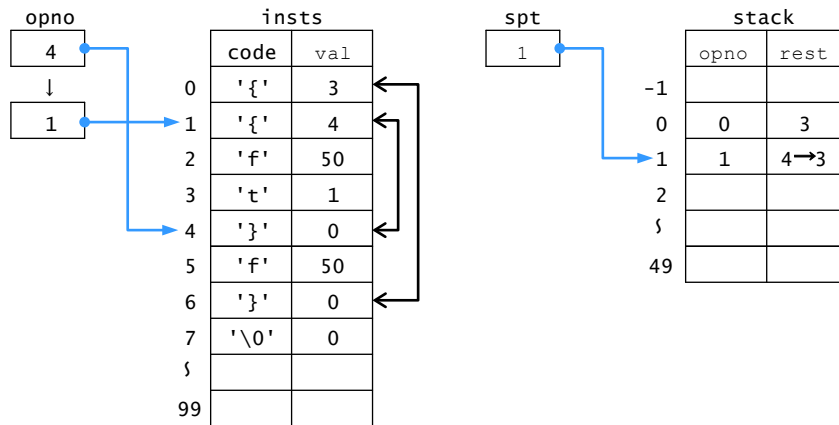 opno insts spt stack
4 code val 1 opno rest
↓ 0 '{' 3 -1
1 1 '{' 4 0 0 3
2 'f' 50 1 1 4→3
3 't' 1 2
4 '}' 0 ∫
5 'f' 50 49
6 '}' 0
7 '\0' 0
∫
99